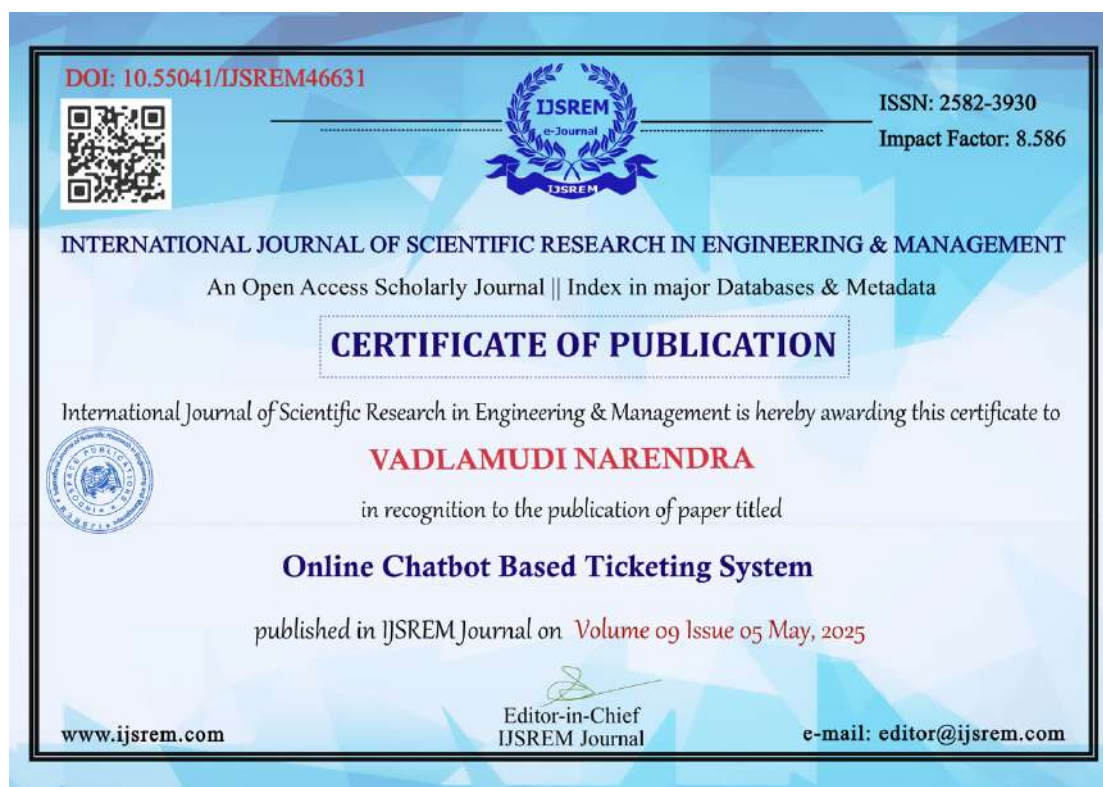 DOI: 10.55041/IJSREM46631
ISSN: 2582-3930
Impact Factor: 8.586
IJSREM
e-Journal
IJSREM
INTERNATIONAL JOURNAL OF SCIENTIFIC RESEARCH IN ENGINEERING & MANAGEMENT
An Open Access Scholarly Journal || Index in major Databases & Metadata
CERTIFICATE OF PUBLICATION
International Journal of Scientific Research in Engineering & Management is hereby awarding this certificate to
VADLAMUDI NARENDRA
in recognition to the publication of paper titled
Online Chatbot Based Ticketing System
published in IJSREM Journal on Volume 09 Issue 05 May, 2025
Editor-in-Chief
IJSREM Journal
www.ijsrem.com
e-mail: editor@ijsrem.com